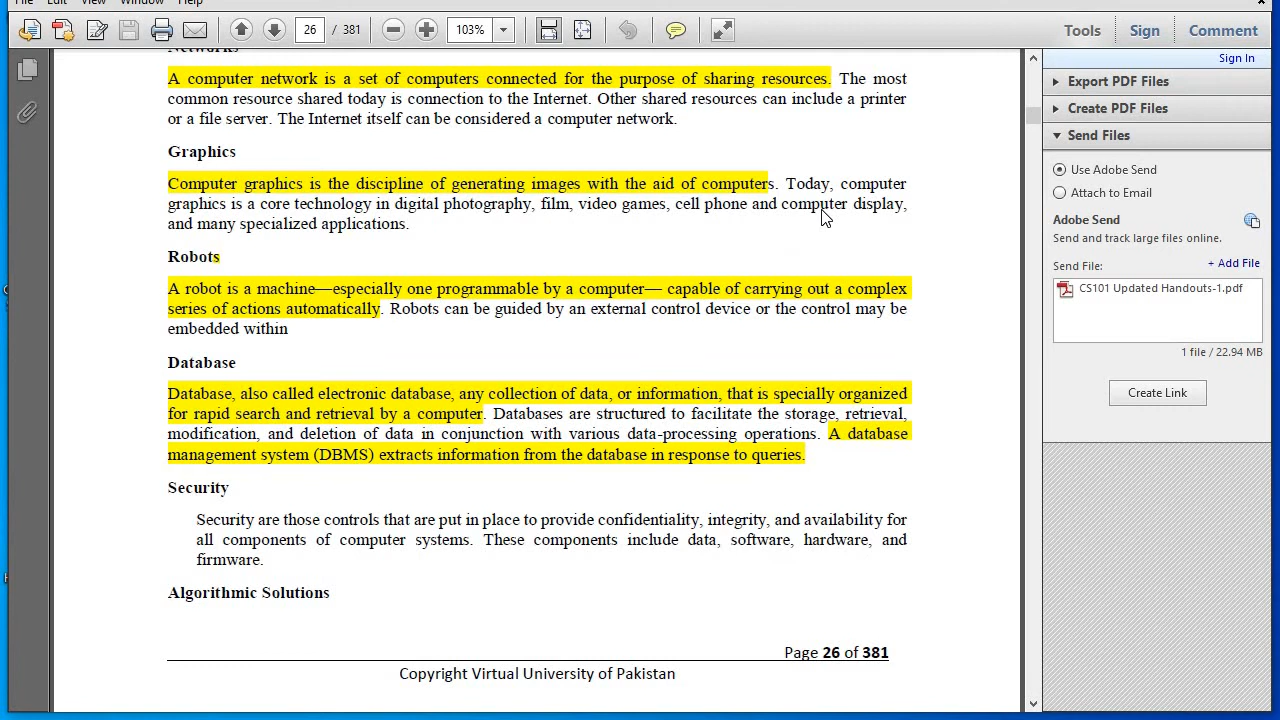 File Edit View Window Help
26 / 381 103% Tools Sign Comment
Networks
A computer network is a set of computers connected for the purpose of sharing resources. The most
common resource shared today is connection to the Internet. Other shared resources can include a printer
or a file server. The Internet itself can be considered a computer network.
Graphics
Computer graphics is the discipline of generating images with the aid of computers. Today, computer
graphics is a core technology in digital photography, film, video games, cell phone and computer display,
and many specialized applications.
Robots
A robot is a machine—especially one programmable by a computer— capable of carrying out a complex
series of actions automatically. Robots can be guided by an external control device or the control may be
embedded within
Database
Database, also called electronic database, any collection of data, or information, that is specially organized
for rapid search and retrieval by a computer. Databases are structured to facilitate the storage, retrieval,
modification, and deletion of data in conjunction with various data-processing operations. A database
management system (DBMS) extracts information from the database in response to queries.
Security
Security are those controls that are put in place to provide confidentiality, integrity, and availability for
all components of computer systems. These components include data, software, hardware, and
firmware.
Algorithmic Solutions
Page 26 of 381
Copyright Virtual University of Pakistan
Sign In
Export PDF Files
Create PDF Files
Send Files
Use Adobe Send
Attach to Email
Adobe Send
Send and track large files online.
Send File:
+ Add File
CS101 Updated Handouts-1.pdf
1 file / 22.94 MB
Create Link